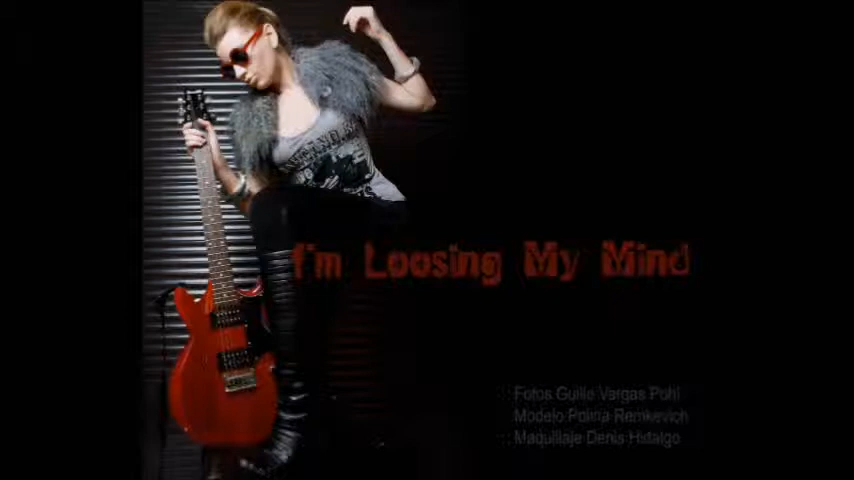 I'm Loosing My Mind
:: Fotos Guille Vargas Pohl
Modelo Polina Remkevich
:: Maquillaje Denis Hidalgo